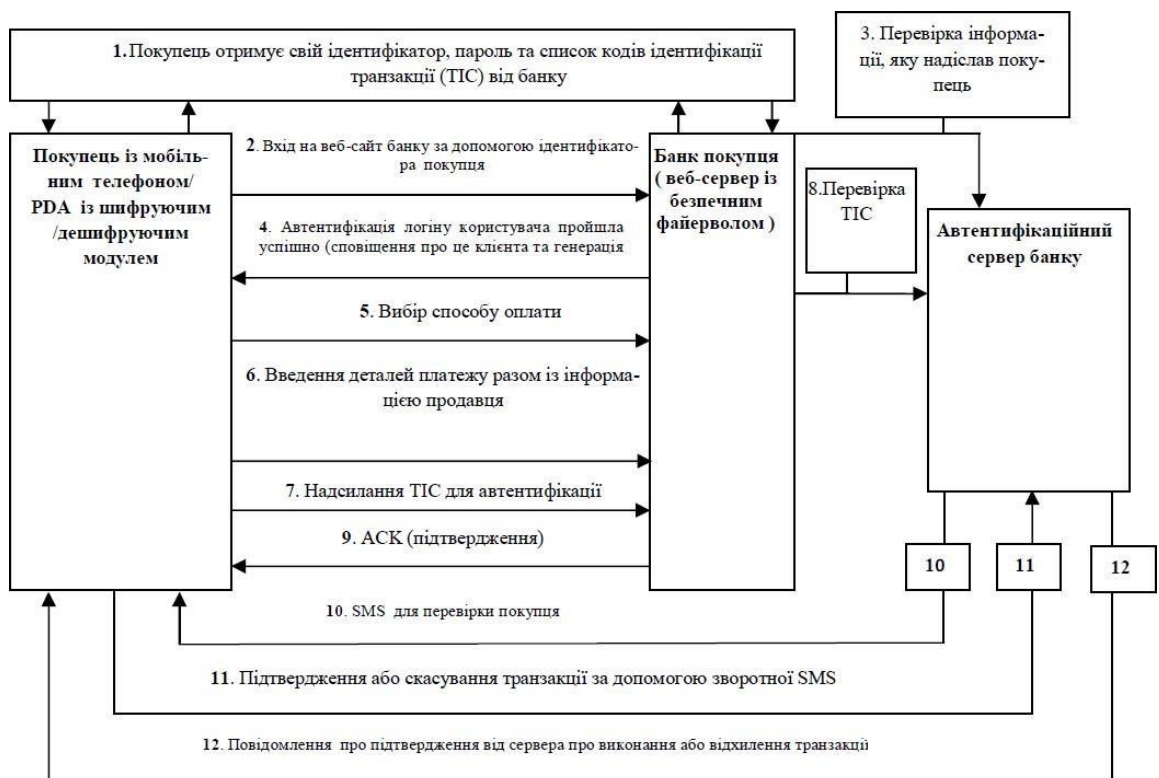 1.Покупець отримує свій ідентифікатор, пароль та список кодів ідентифікації
транзакції (TIC) від банку
3. Перевірка інформа-
ції, яку надіслав поку-
пець
Покупець із мобіль-
ним телефоном/
PDA із шифруючим
/дешифруючим
модулем
2. Вхід на веб-сайт банку за допомогою ідентифікато-
ра покупця
4. Автентифікація логіну користувача пройшла
успішно (сповіщення про це клієнта та генерація
5. Вибір способу оплати
6. Введення деталей платежу разом із інформа-
цією продавця
7. Надсилання TIC для автентифікації
9. ACK (підтвердження)
Банк покупця
( веб-сервер із
безпечним
файерволом )
8.Перевірка
TIC
Автентифікаційний
сервер банку
10
11
12
10. SMS для перевірки покупця
11. Підтвердження або скасування транзакції за допомогою зворотної SMS
12. Повідомлення про підтвердження від сервера про виконання або відхилення транзакції